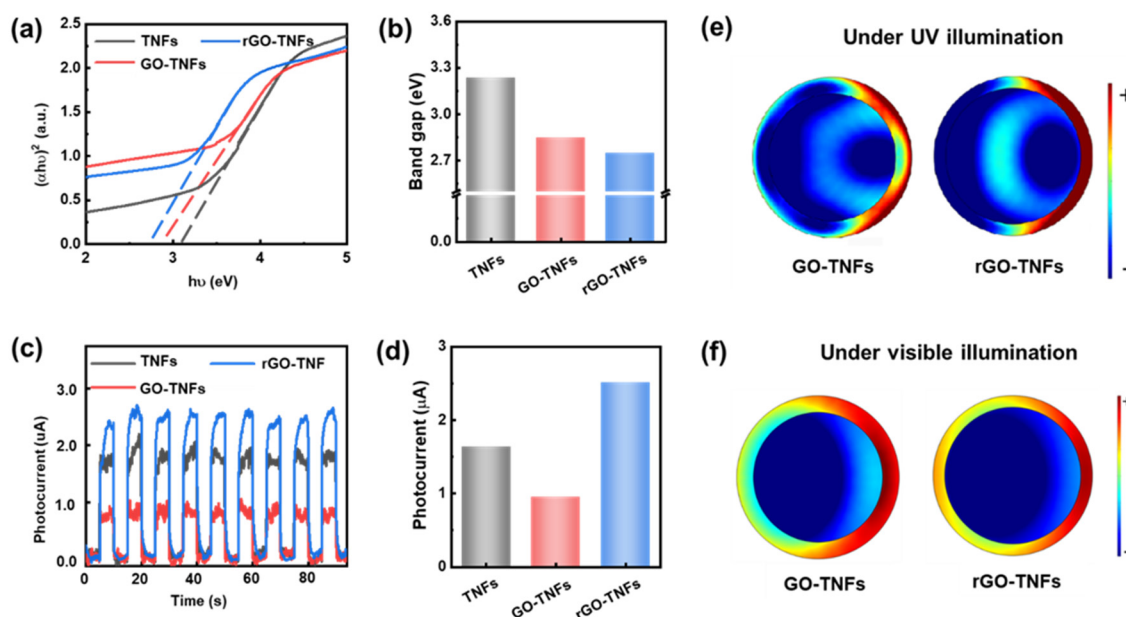 (a)
TNFs
rGO-TNFs
GO-TNFs
2.5
2.0
1.5
1.0
0.5
0.0
(αhυ)² (a.u.)
2
3
4
5
hυ (eV)
(b)
3.6
3.2
2.7
0.0
Band gap (eV)
TNFs
GO-TNFs
rGO-TNFs
(e)
Under UV illumination
GO-TNFs
rGO-TNFs
+
-
(c)
TNFs
rGO-TNF
GO-TNFs
3.0
2.0
1.0
0.0
Photocurrent (uA)
0
20
40
60
80
Time (s)
(d)
3
2
1
0
Photocurrent (μA)
TNFs
GO-TNFs
rGO-TNFs
(f)
Under visible illumination
GO-TNFs
rGO-TNFs
+
-